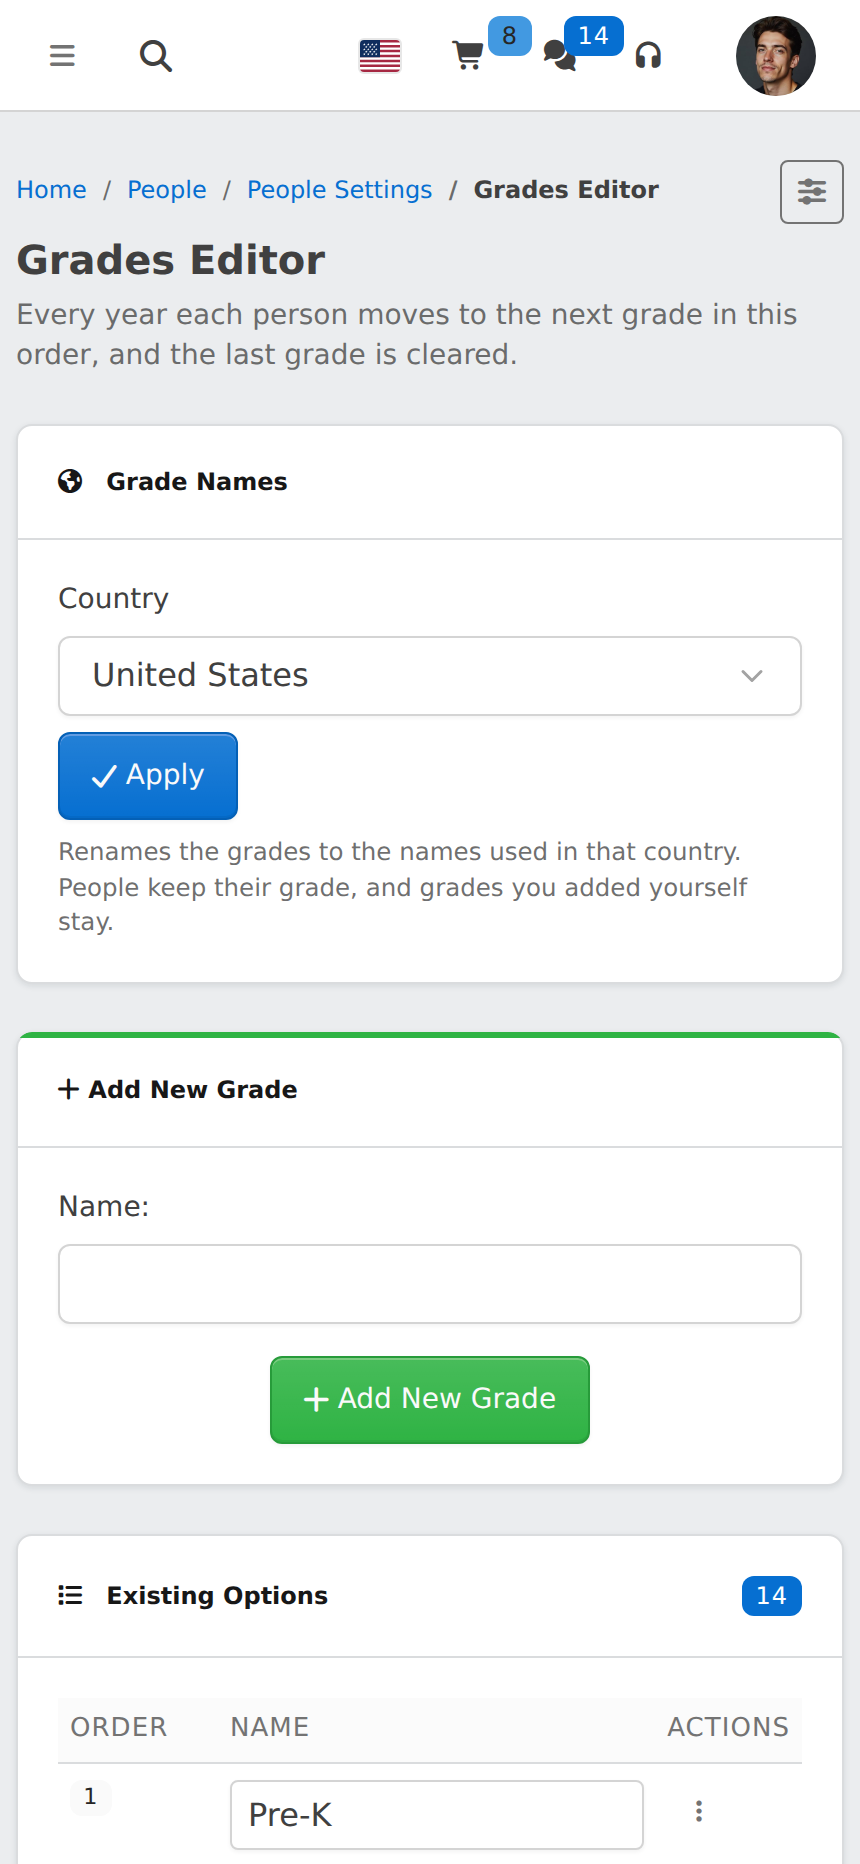 8
14
Home / People / People Settings / Grades Editor
Grades Editor
Every year each person moves to the next grade in this
order, and the last grade is cleared.
Grade Names
Country
United States
Apply
Renames the grades to the names used in that country.
People keep their grade, and grades you added yourself
stay.
Add New Grade
Name:
Add New Grade
Existing Options 14
ORDER NAME ACTIONS
1 Pre-K